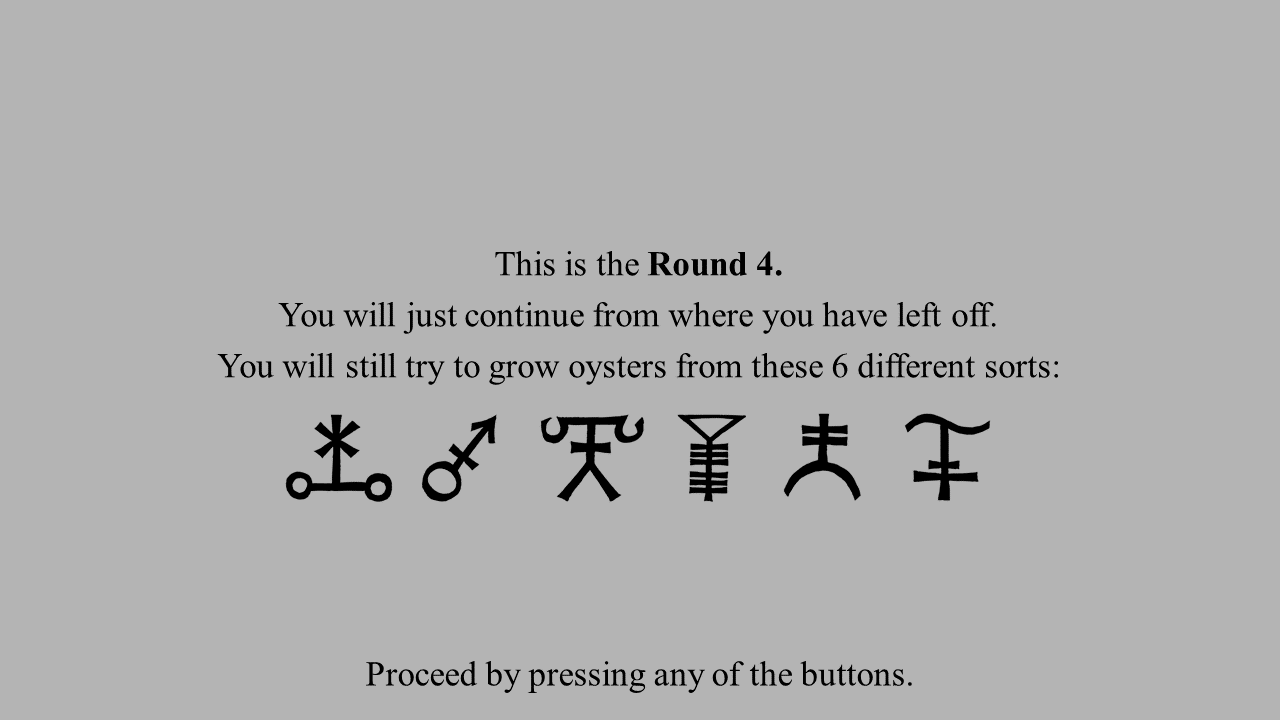 This is the Round 4.
You will just continue from where you have left off.
You will still try to grow oysters from these 6 different sorts:
Proceed by pressing any of the buttons.